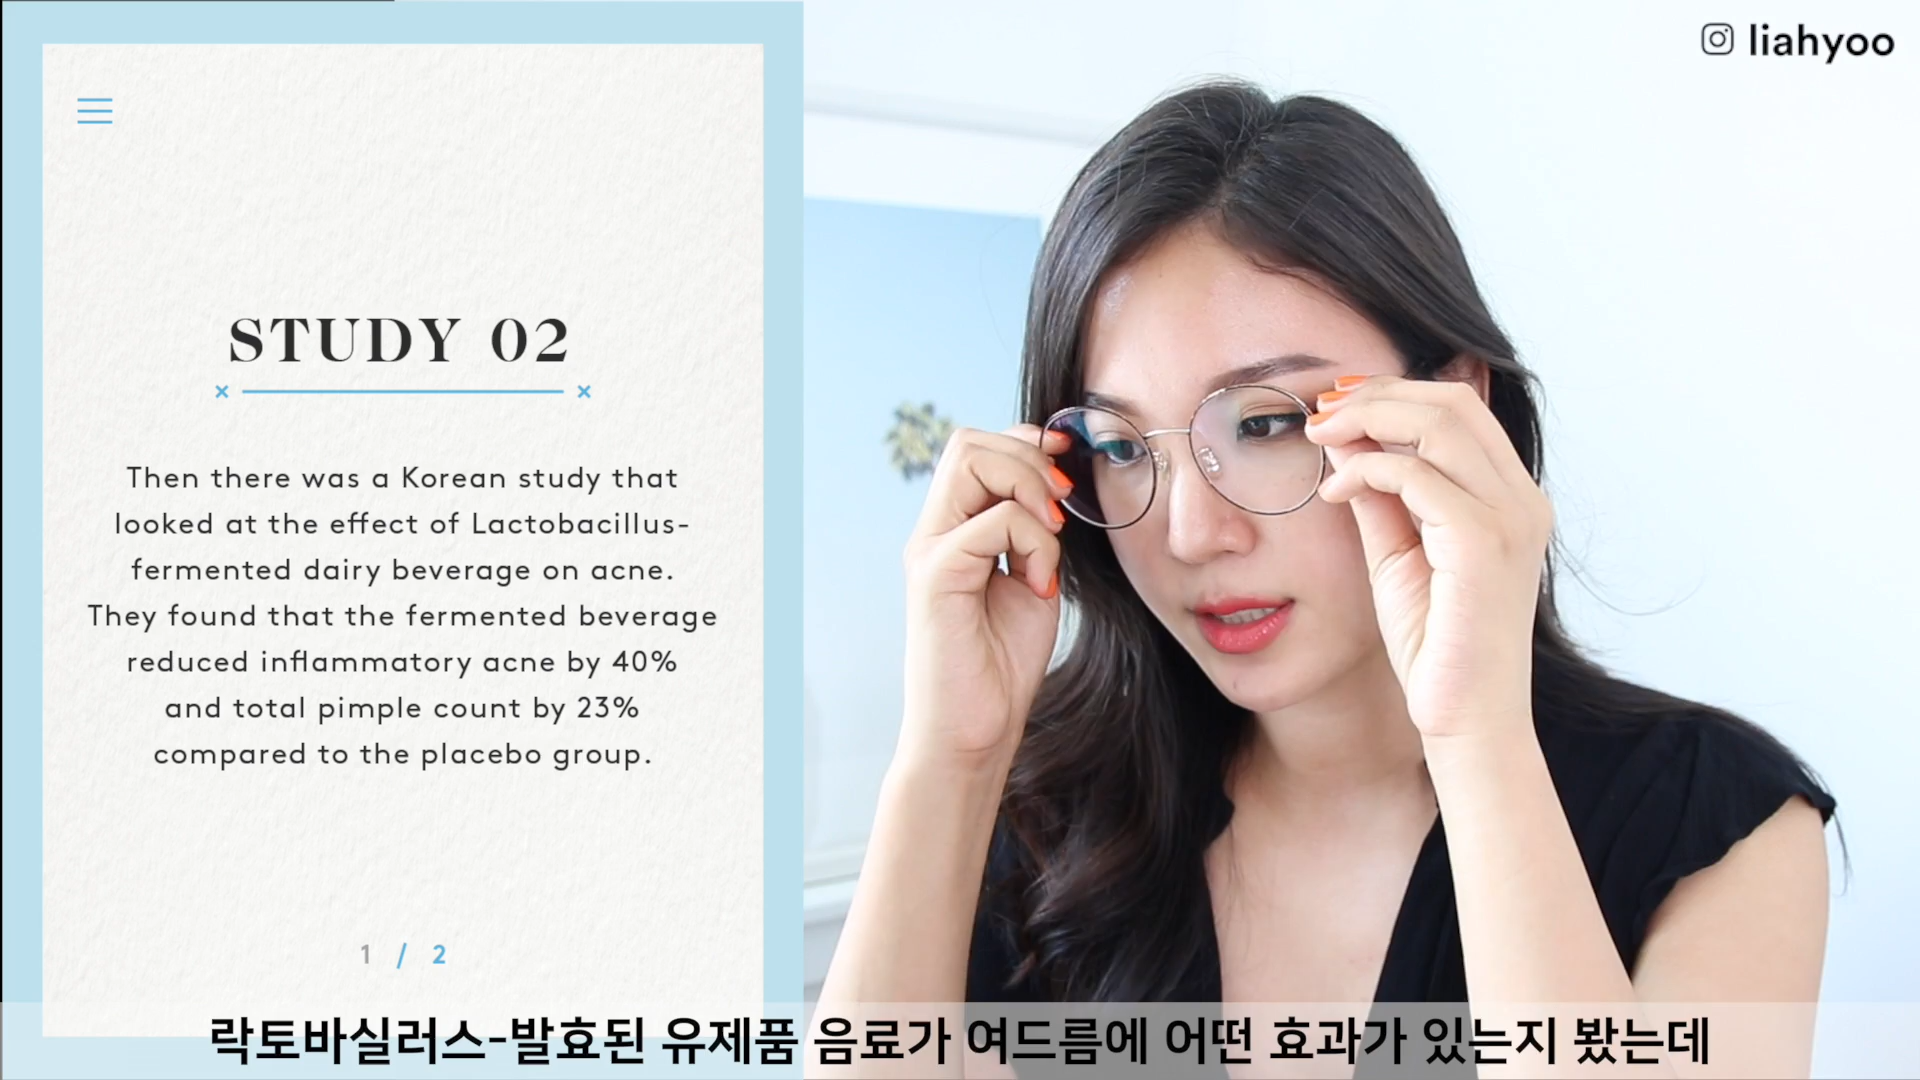 liahyoo
STUDY 02
Then there was a Korean study that
looked at the effect of Lactobacillus-
fermented dairy beverage on acne.
They found that the fermented beverage
reduced inflammatory acne by 40%
and total pimple count by 23%
compared to the placebo group.
1 / 2
락토바실러스-발효된 유제품 음료가 여드름에 어떤 효과가 있는지 봤는데